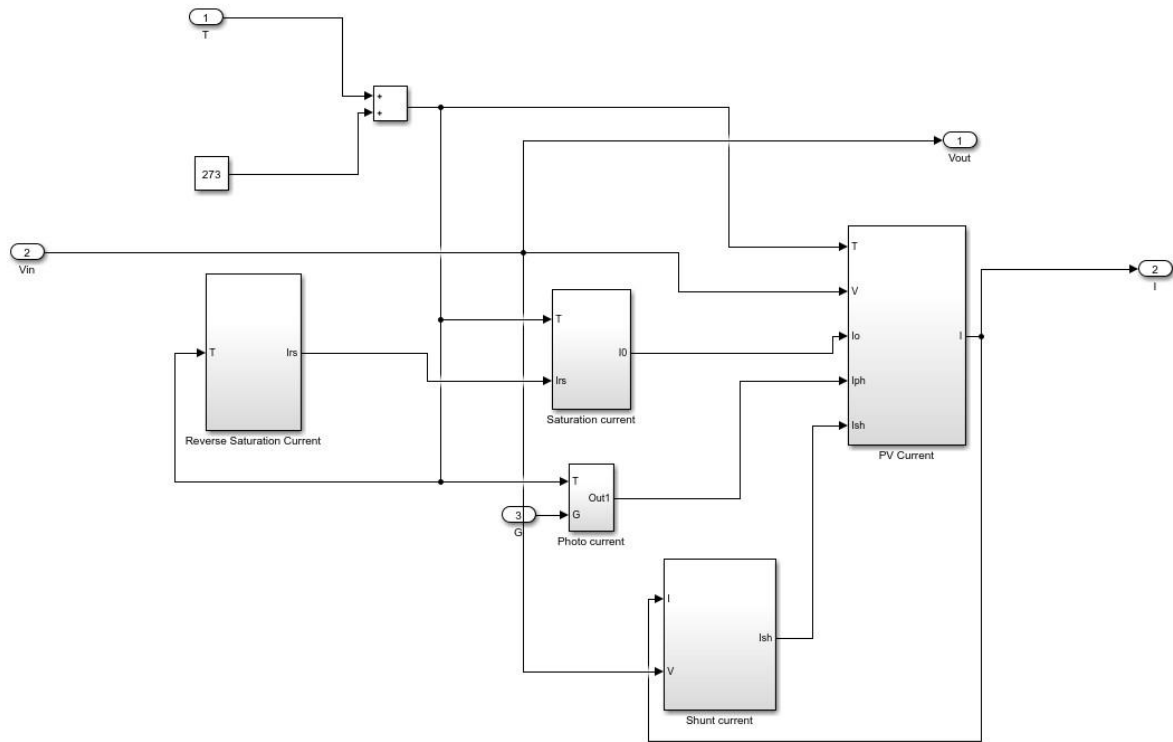 1
T
+
+
273
1
Vout
2
Vin
T
V
Io
Iph
Ish
I
PV Current
2
I
T
Irs
Reverse Saturation Current
T
Irs
I0
Saturation current
T
G
Out1
Photo current
3
G
I
V
Ish
Shunt current